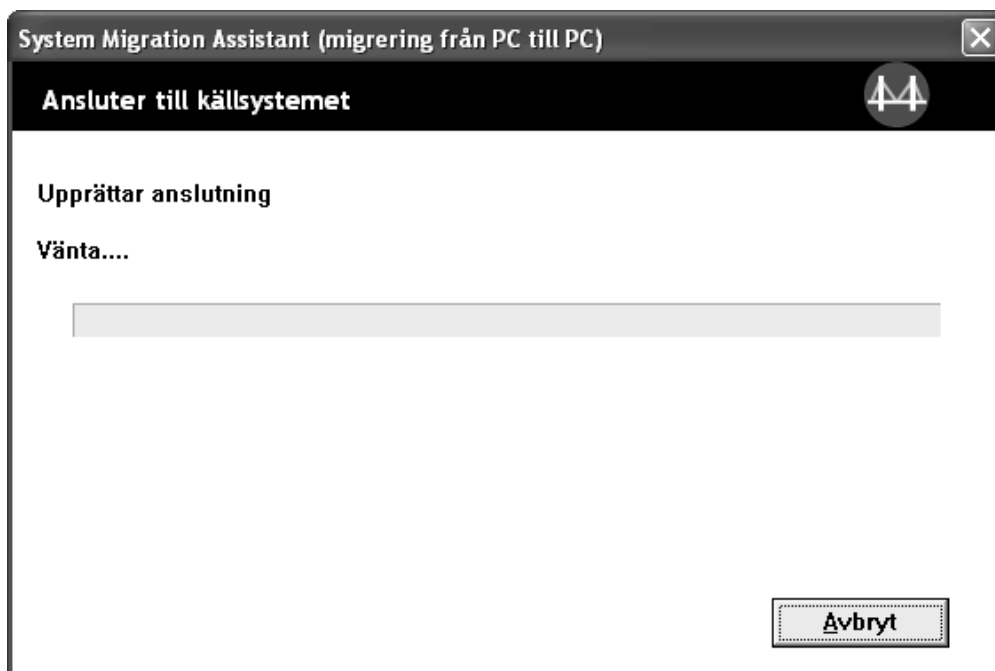 System Migration Assistant (migrering från PC till PC)
Ansluter till källsystemet
Upprättar anslutning
Vänta....
Avbryt